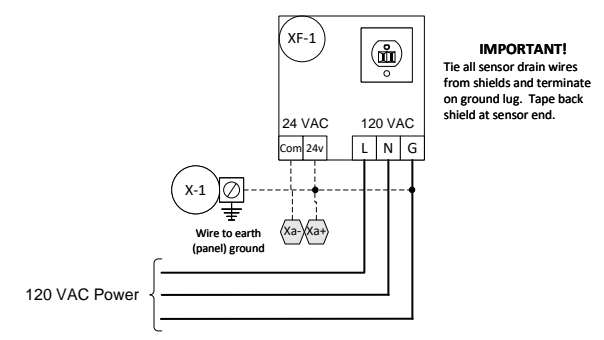 XF-1
IMPORTANT!
Tie all sensor drain wires
from shields and terminate
on ground lug. Tape back
shield at sensor end.
24 VAC
120 VAC
Com
24v
L
N
G
X-1
Wire to earth
(panel) ground
Xa-
Xa+
120 VAC Power